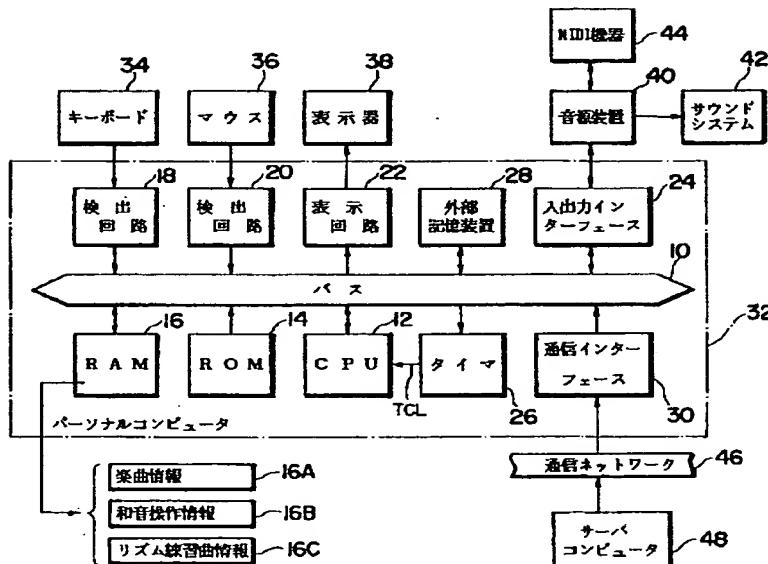 MIDI機器
44
34
36
38
40
42
キーボード
マウス
表示器
音源装置
サウンド
システム
18
20
22
28
24
検出
回路
検出
回路
表示
回路
外部
記憶装置
入出力イン
ターフェース
10
バス
16
14
12
32
RAM
ROM
CPU
タイマ
通信インター
フェース
TCL
26
30
パーソナルコンピュータ
通信ネットワーク
46
楽曲情報
16A
和音操作情報
16B
サーバ
コンピュータ
48
リズム練習曲情報
16C